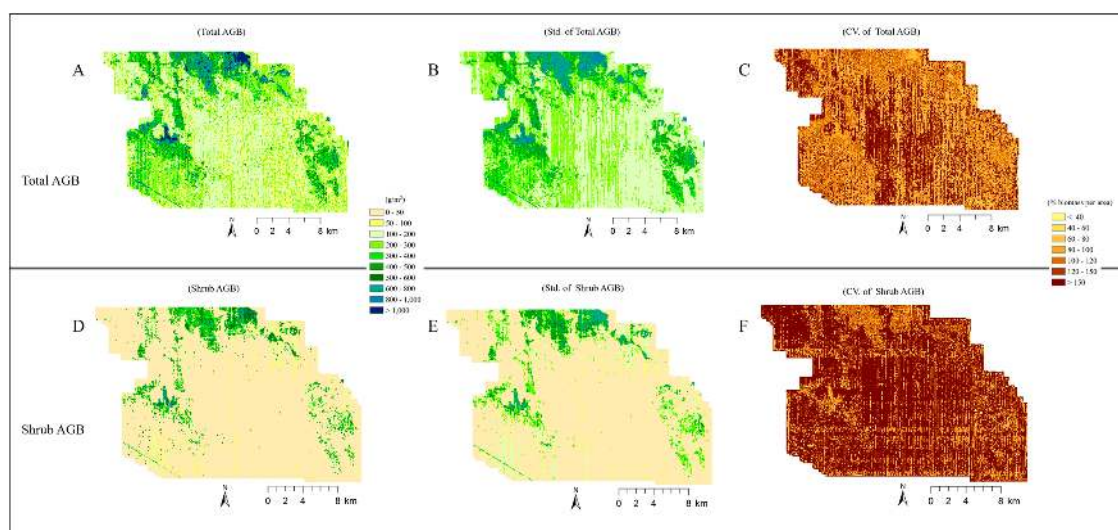 (Total AGB)
(Std. of Total AGB)
(CV. of Total AGB)
A
B
C
Total AGB
(g/m²)
0 - 50
50 - 100
100 - 200
200 - 300
300 - 400
400 - 500
500 - 600
600 - 800
800 - 1,000
> 1,000
(% biomass per area)
< 40
40 - 60
60 - 80
80 - 100
100 - 120
120 - 150
> 150
N
0 2 4 8 km
N
0 2 4 8 km
N
0 2 4 8 km
(Shrub AGB)
(Std. of Shrub AGB)
(CV. of Shrub AGB)
D
E
F
Shrub AGB
N
0 2 4 8 km
N
0 2 4 8 km
N
0 2 4 8 km